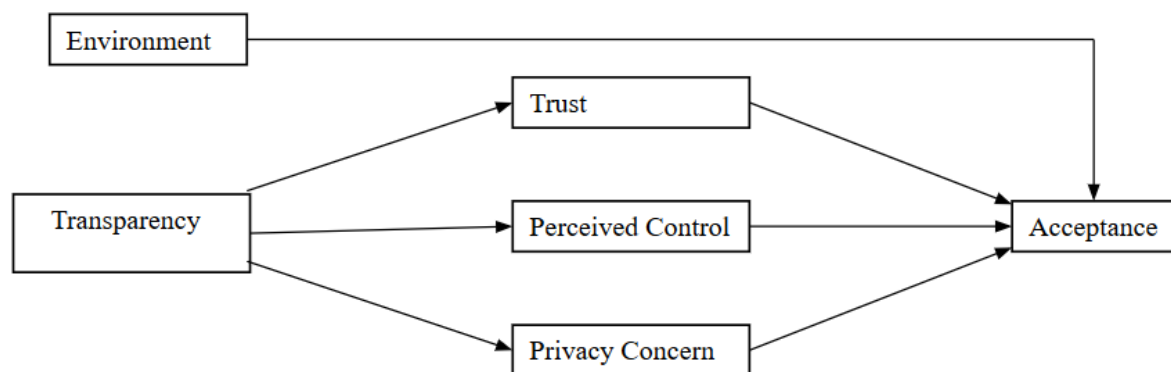 Environment
Trust
Transparency
Perceived Control
Acceptance
Privacy Concern